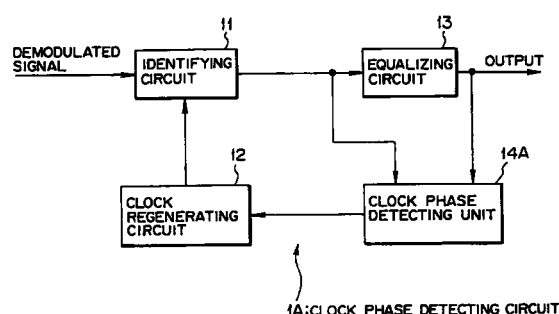 11
13
DEMODULATED
SIGNAL
IDENTIFYING
CIRCUIT
EQUALIZING
CIRCUIT
OUTPUT
12
14A
CLOCK
REGENERATING
CIRCUIT
CLOCK PHASE
DETECTING UNIT
1A;CLOCK PHASE DETECTING CIRCUIT